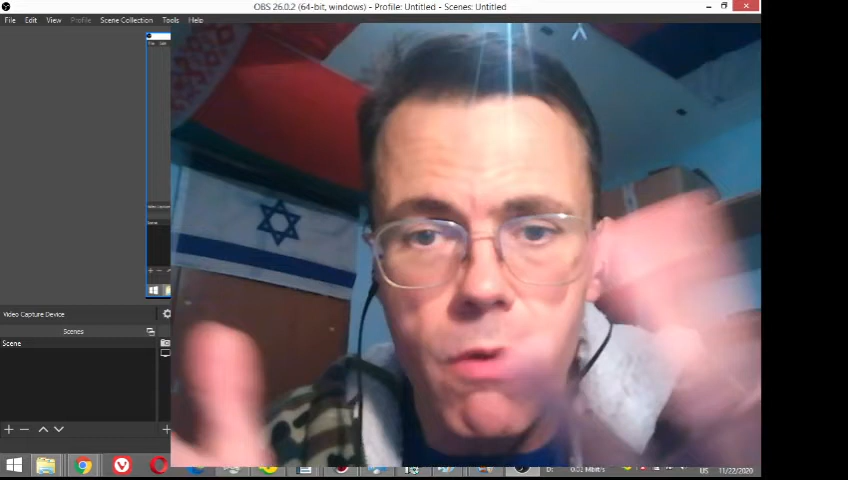 OBS 26.0.2 (64-bit, windows) - Profile: Untitled - Scenes: Untitled
File Edit View Profile Scene Collection Tools Help
Video Capture Device
Scenes
Scene
US 11/22/2020